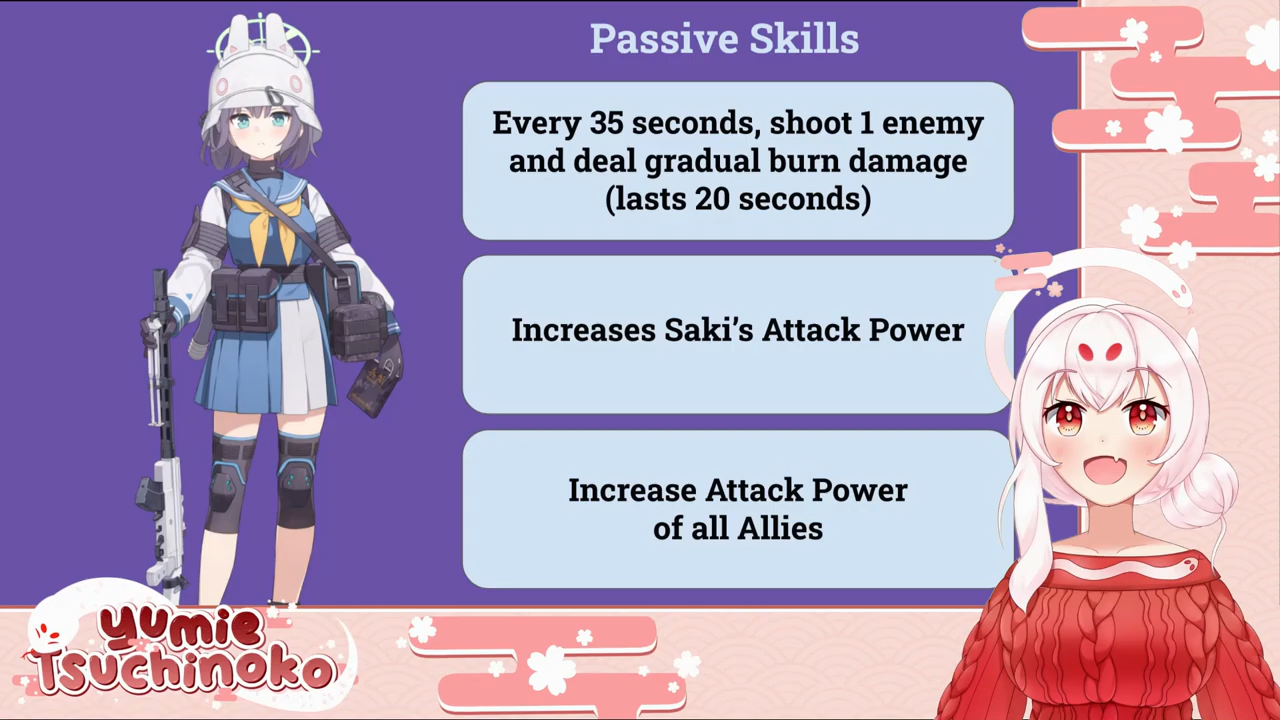 Passive Skills
Every 35 seconds, shoot 1 enemy
and deal gradual burn damage
(lasts 20 seconds)
Increases Saki’s Attack Power
Increase Attack Power
of all Allies
yumie
Tsuchinoko